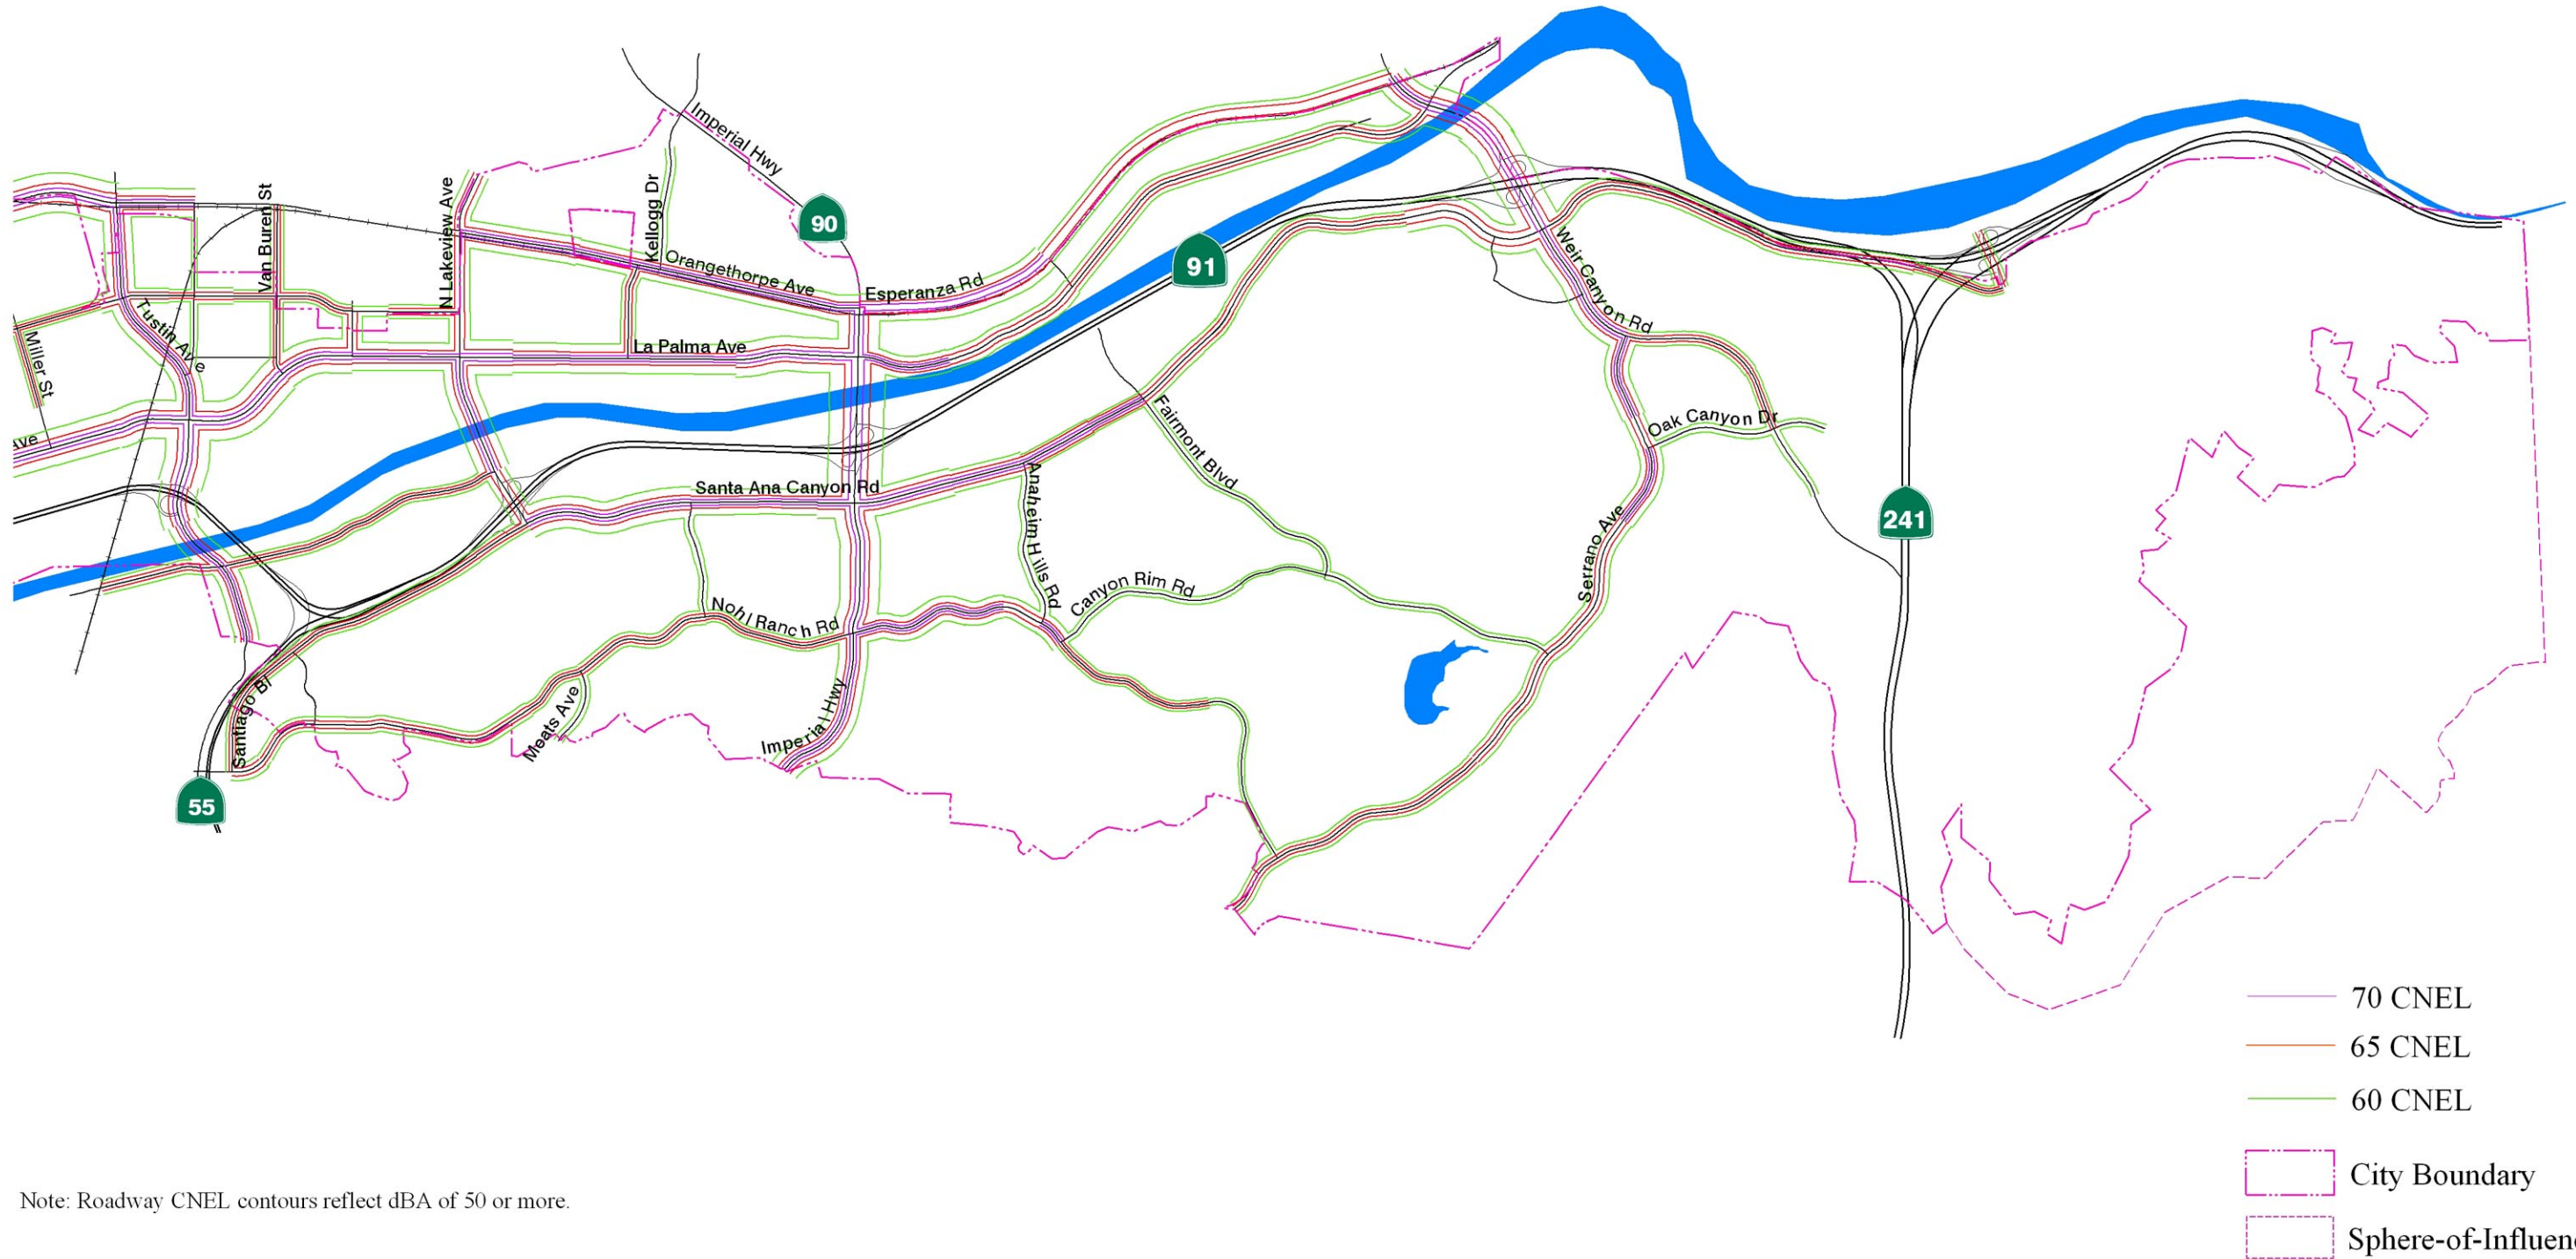 Imperial Hwy
90
Kellogg Dr
N Lakeview Ave
Van Buren St
91
Orangethorpe Ave
Esperanza Rd
Weir Canyon Rd
Tustin Ave
Miller St
La Palma Ave
Ave
Fairmont Blvd
Oak Canyon Dr
Santa Ana Canyon Rd
Anaheim Hills Rd
241
Serrano Ave
Canyon Rim Rd
Nohl Ranch Rd
Santiago Bl
Meats Ave
Imperial Hwy
55
70 CNEL
65 CNEL
60 CNEL
City Boundary
Sphere-of-Influen
Note: Roadway CNEL contours reflect dBA of 50 or more.